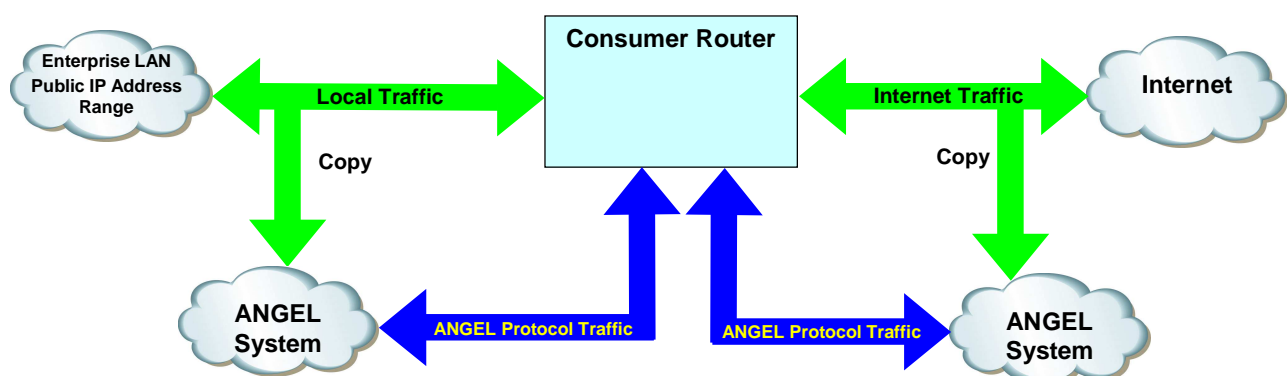 Enterprise LAN
Public IP Address
Range
Local Traffic
Consumer Router
Internet Traffic
Internet
Copy
Copy
ANGEL
System
ANGEL Protocol Traffic
ANGEL Protocol Traffic
ANGEL
System